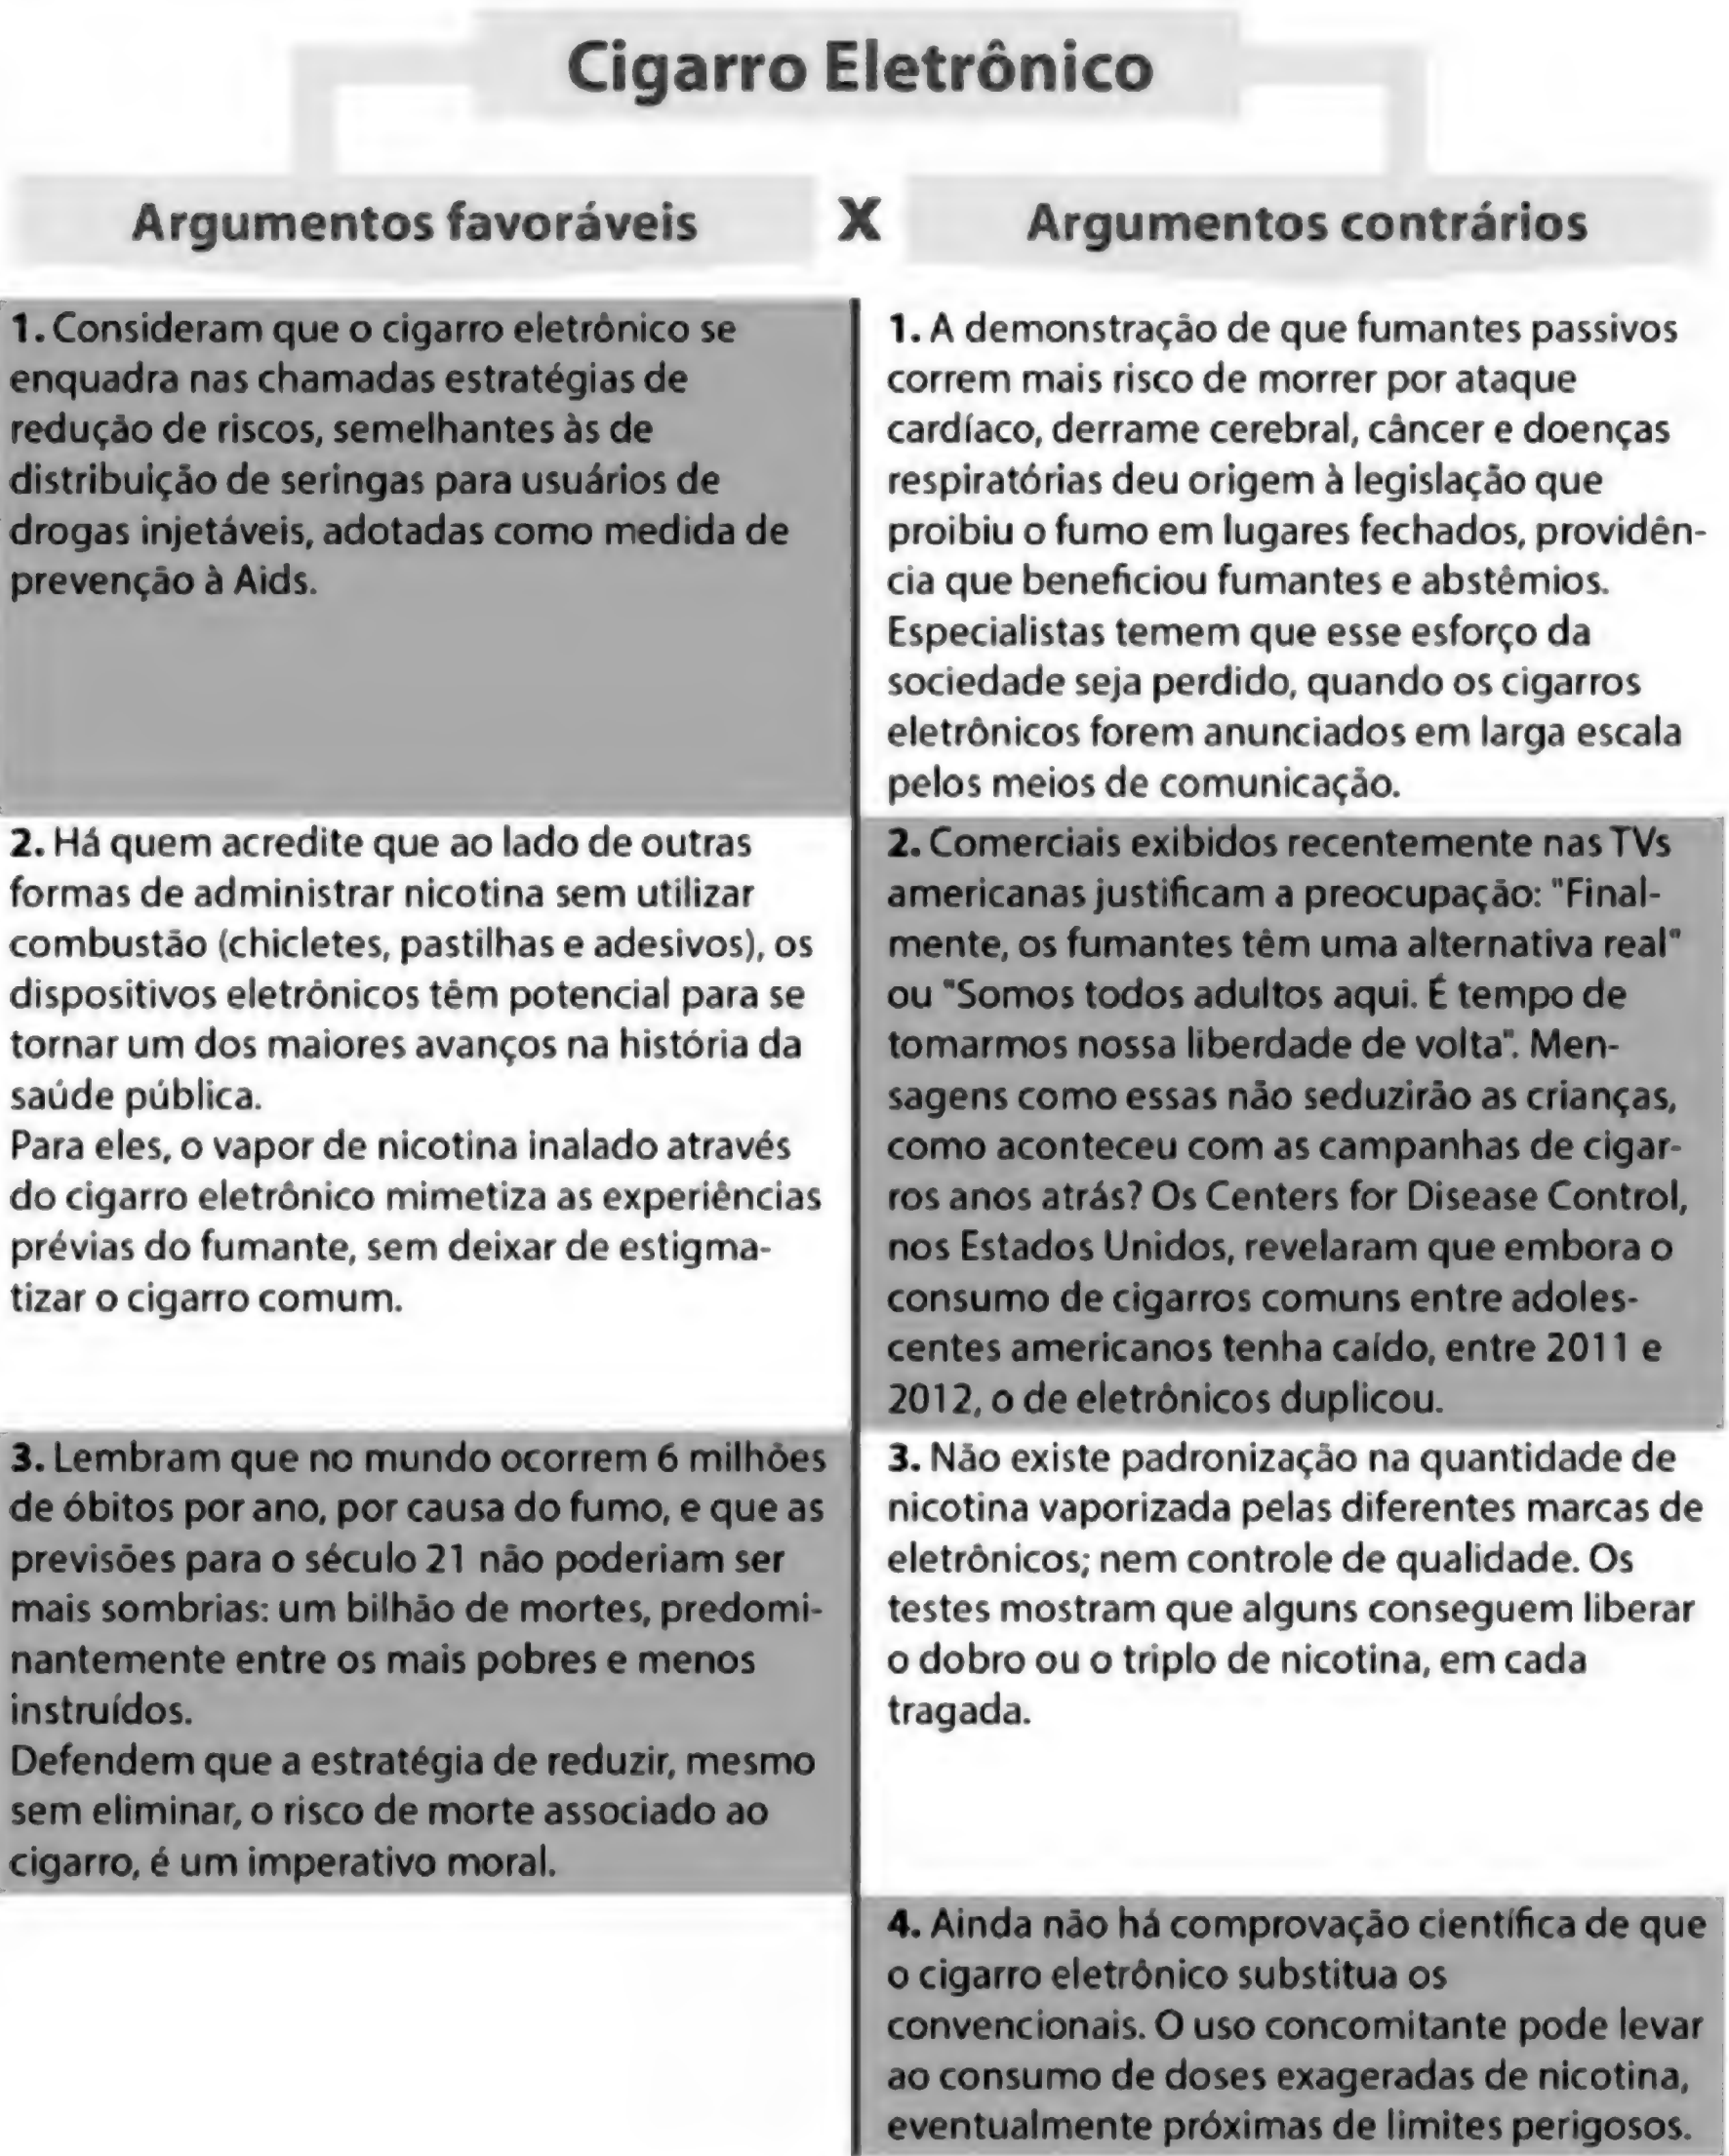 Cigarro Eletrônico
Argumentos favoráveis
X
Argumentos contrários
1. Consideram que o cigarro eletrônico se
enquadra nas chamadas estratégias de
redução de riscos, semelhantes às de
distribuição de seringas para usuários de
drogas injetáveis, adotadas como medida de
prevenção à Aids.
2. Há quem acredite que ao lado de outras
formas de administrar nicotina sem utilizar
combustão (chicletes, pastilhas e adesivos), os
dispositivos eletrônicos têm potencial para se
tornar um dos maiores avanços na história da
saúde pública.
Para eles, o vapor de nicotina inalado através
do cigarro eletrônico mimetiza as experiências
prévias do fumante, sem deixar de estigma-
tizar o cigarro comum.
3. Lembram que no mundo ocorrem 6 milhões
de óbitos por ano, por causa do fumo, e que as
previsões para o século 21 não poderiam ser
mais sombrias: um bilhão de mortes, predomi-
nantemente entre os mais pobres e menos
instruídos.
Defendem que a estratégia de reduzir, mesmo
sem eliminar, o risco de morte associado ao
cigarro, é um imperativo moral.
1. A demonstração de que fumantes passivos
correm mais risco de morrer por ataque
cardíaco, derrame cerebral, câncer e doenças
respiratórias deu origem à legislação que
proibiu o fumo em lugares fechados, providên-
cia que beneficiou fumantes e abstêmios.
Especialistas temem que esse esforço da
sociedade seja perdido, quando os cigarros
eletrônicos forem anunciados em larga escala
pelos meios de comunicação.
2. Comerciais exibidos recentemente nas TVs
americanas justificam a preocupação: "Final-
mente, os fumantes têm uma alternativa real"
ou "Somos todos adultos aqui. É tempo de
tomarmos nossa liberdade de volta". Men-
sagens como essas não seduzirão as crianças,
como aconteceu com as campanhas de cigar-
ros anos atrás? Os Centers for Disease Control,
nos Estados Unidos, revelaram que embora o
consumo de cigarros comuns entre adoles-
centes americanos tenha caído, entre 2011 e
2012, o de eletrônicos duplicou.
3. Não existe padronização na quantidade de
nicotina vaporizada pelas diferentes marcas de
eletrônicos; nem controle de qualidade. Os
testes mostram que alguns conseguem liberar
o dobro ou o triplo de nicotina, em cada
tragada.
4. Ainda não há comprovação científica de que
o cigarro eletrônico substitua os
convencionais. O uso concomitante pode levar
ao consumo de doses exageradas de nicotina,
eventualmente próximas de limites perigosos.